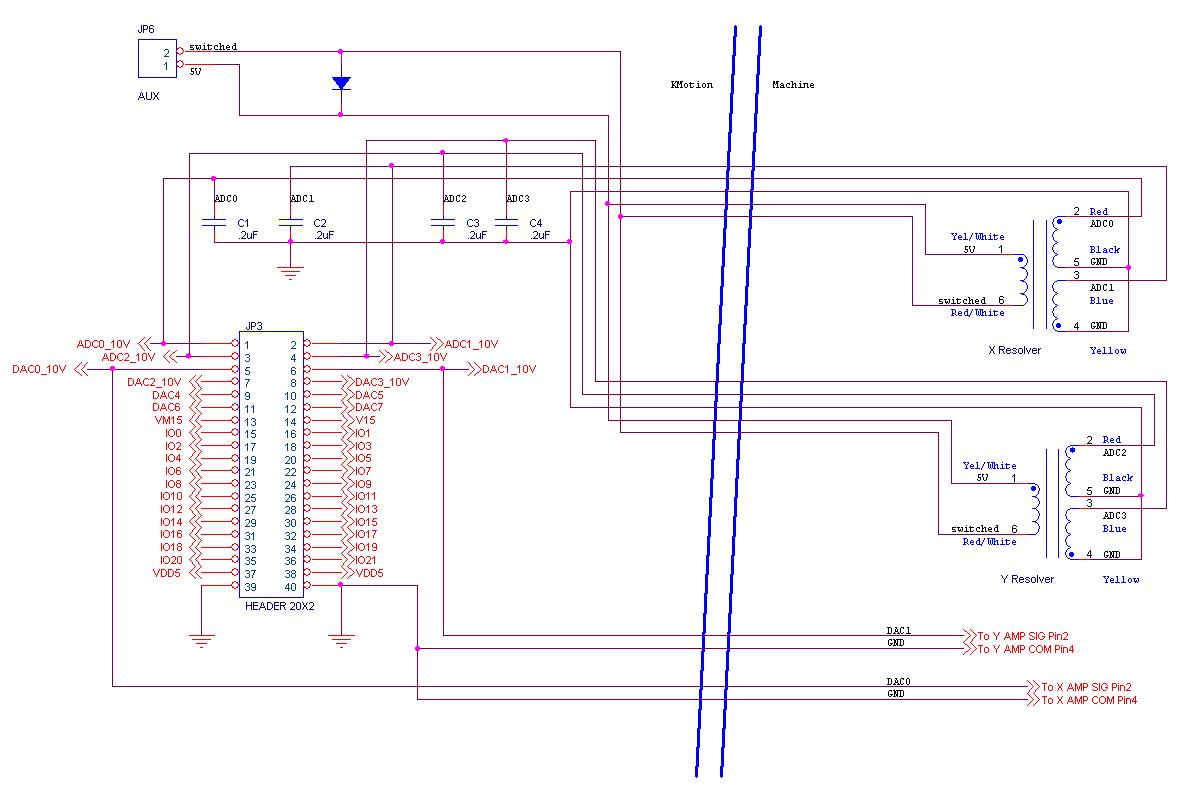 JP6
switched
2
1
5V
AUX
KMotion
Machine
ADC0
ADC1
ADC2
ADC3
C1
C2
C3
C4
.2uF
.2uF
.2uF
.2uF
2 Red
ADC0
Yel/White
5V 1
Black
5 GND
3
ADC1
switched 6
Blue
Red/White
4 GND
X Resolver
Yellow
JP3
ADC0_10V 1 2 ADC1_10V
ADC2_10V 3 4 ADC3_10V
DAC0_10V 5 6 DAC1_10V
DAC2_10V 7 8 DAC3_10V
DAC4 9 10 DAC5
DAC6 11 12 DAC7
VM15 13 14 V15
IO0 15 16 IO1
IO2 17 18 IO3
IO4 19 20 IO5
IO6 21 22 IO7
IO8 23 24 IO9
IO10 25 26 IO11
IO12 27 28 IO13
IO14 29 30 IO15
IO16 31 32 IO17
IO18 33 34 IO19
IO20 35 36 IO21
VDD5 37 38 VDD5
39 40
HEADER 20X2
2 Red
ADC2
Yel/White
5V 1
Black
5 GND
3
ADC3
switched 6
Blue
Red/White
4 GND
Y Resolver
Yellow
DAC1 To Y AMP SIG Pin2
GND To Y AMP COM Pin4
DAC0 To X AMP SIG Pin2
GND To X AMP COM Pin4